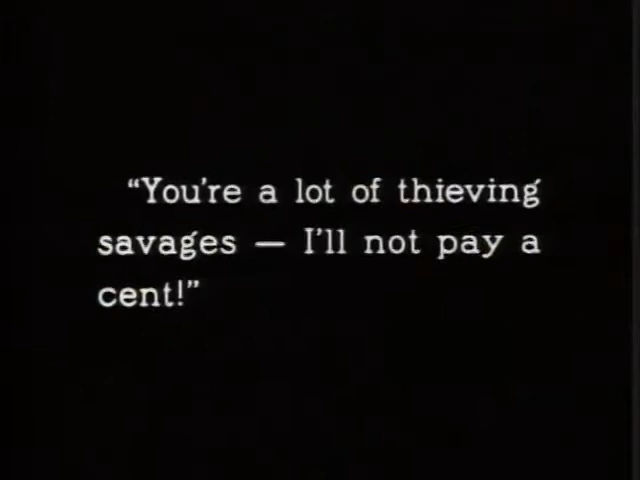 “You're a lot of thieving
savages — I'll not pay a
cent!”